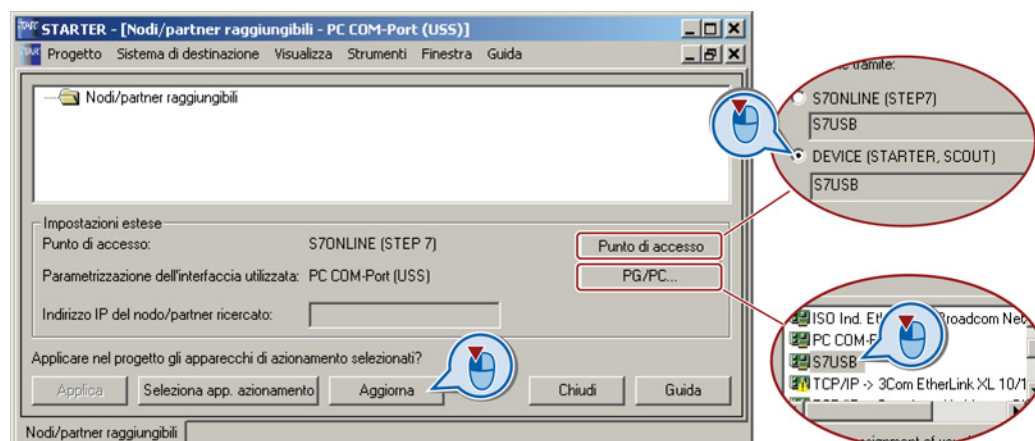 STARTER - [Nodi/partner raggiungibili - PC COM-Port (USS)]
Progetto Sistema di destinazione Visualizza Strumenti Finestra Guida
Nodi/partner raggiungibili
Impostazioni estese
Punto di accesso: S7ONLINE (STEP 7) Punto di accesso
Parametrizzazione dell'interfaccia utilizzata: PC COM-Port (USS) PG/PC...
Indirizzo IP del nodo/partner ricercato:
Applicare nel progetto gli apparecchi di azionamento selezionati?
Applica Seleziona app. azionamento Aggiorna Chiudi Guida
Nodi/partner raggiungibili
tramite:
S7ONLINE (STEP7)
S7USB
DEVICE (STARTER, SCOUT)
S7USB
ISO Ind. Broadcom Net
PC COM-
S7USB
TCP/IP -> 3Com EtherLink XL 10/1